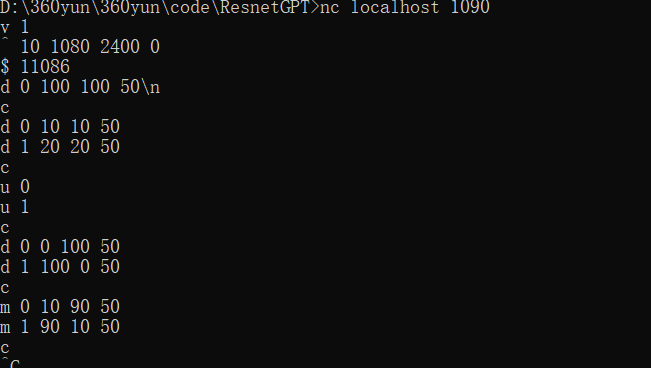 D:\360yun\360yun\code\ResnetGPT>nc localhost 1090
v 1
^ 10 1080 2400 0
$ 11086
d 0 100 100 50\n
c
d 0 10 10 50
d 1 20 20 50
c
u 0
u 1
c
d 0 0 100 50
d 1 100 0 50
c
m 0 10 90 50
m 1 90 10 50
c
^C